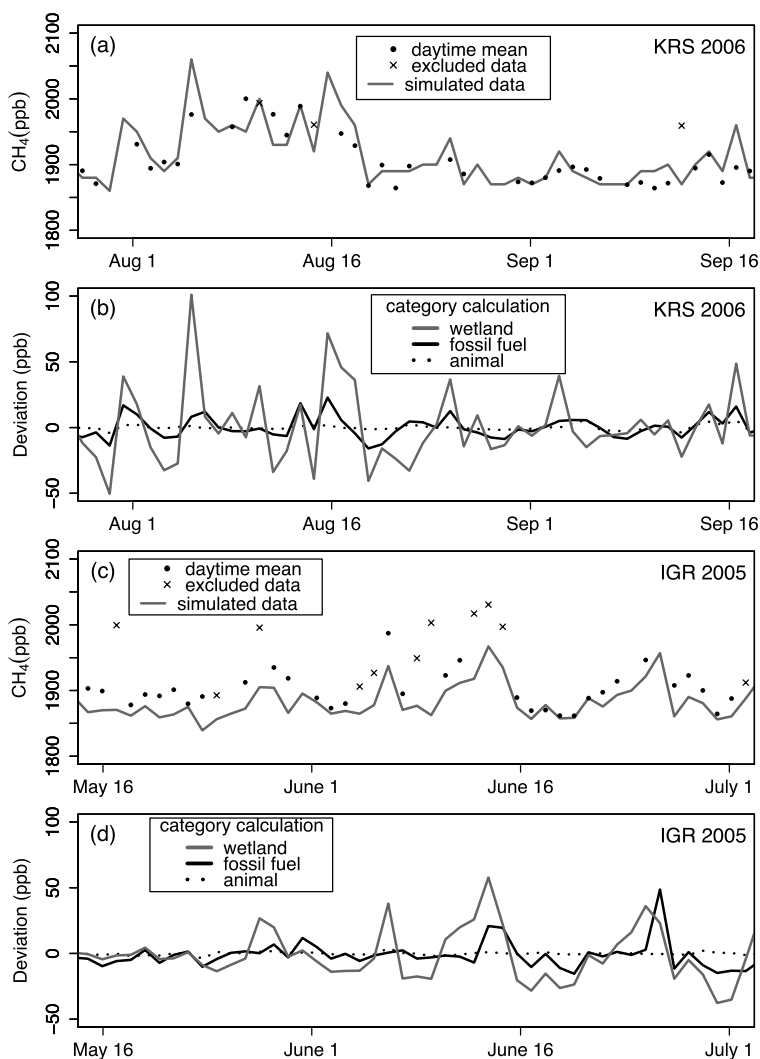 (a)
KRS 2006
daytime mean
excluded data
simulated data
CH4(ppb)
2100
2000
1900
1800
Aug 1
Aug 16
Sep 1
Sep 16
(b)
KRS 2006
category calculation
wetland
fossil fuel
animal
Deviation (ppb)
100
50
0
−50
Aug 1
Aug 16
Sep 1
Sep 16
(c)
IGR 2005
daytime mean
excluded data
simulated data
CH4(ppb)
2100
2000
1900
1800
May 16
June 1
June 16
July 1
(d)
IGR 2005
category calculation
wetland
fossil fuel
animal
Deviation (ppb)
100
50
0
−50
May 16
June 1
June 16
July 1